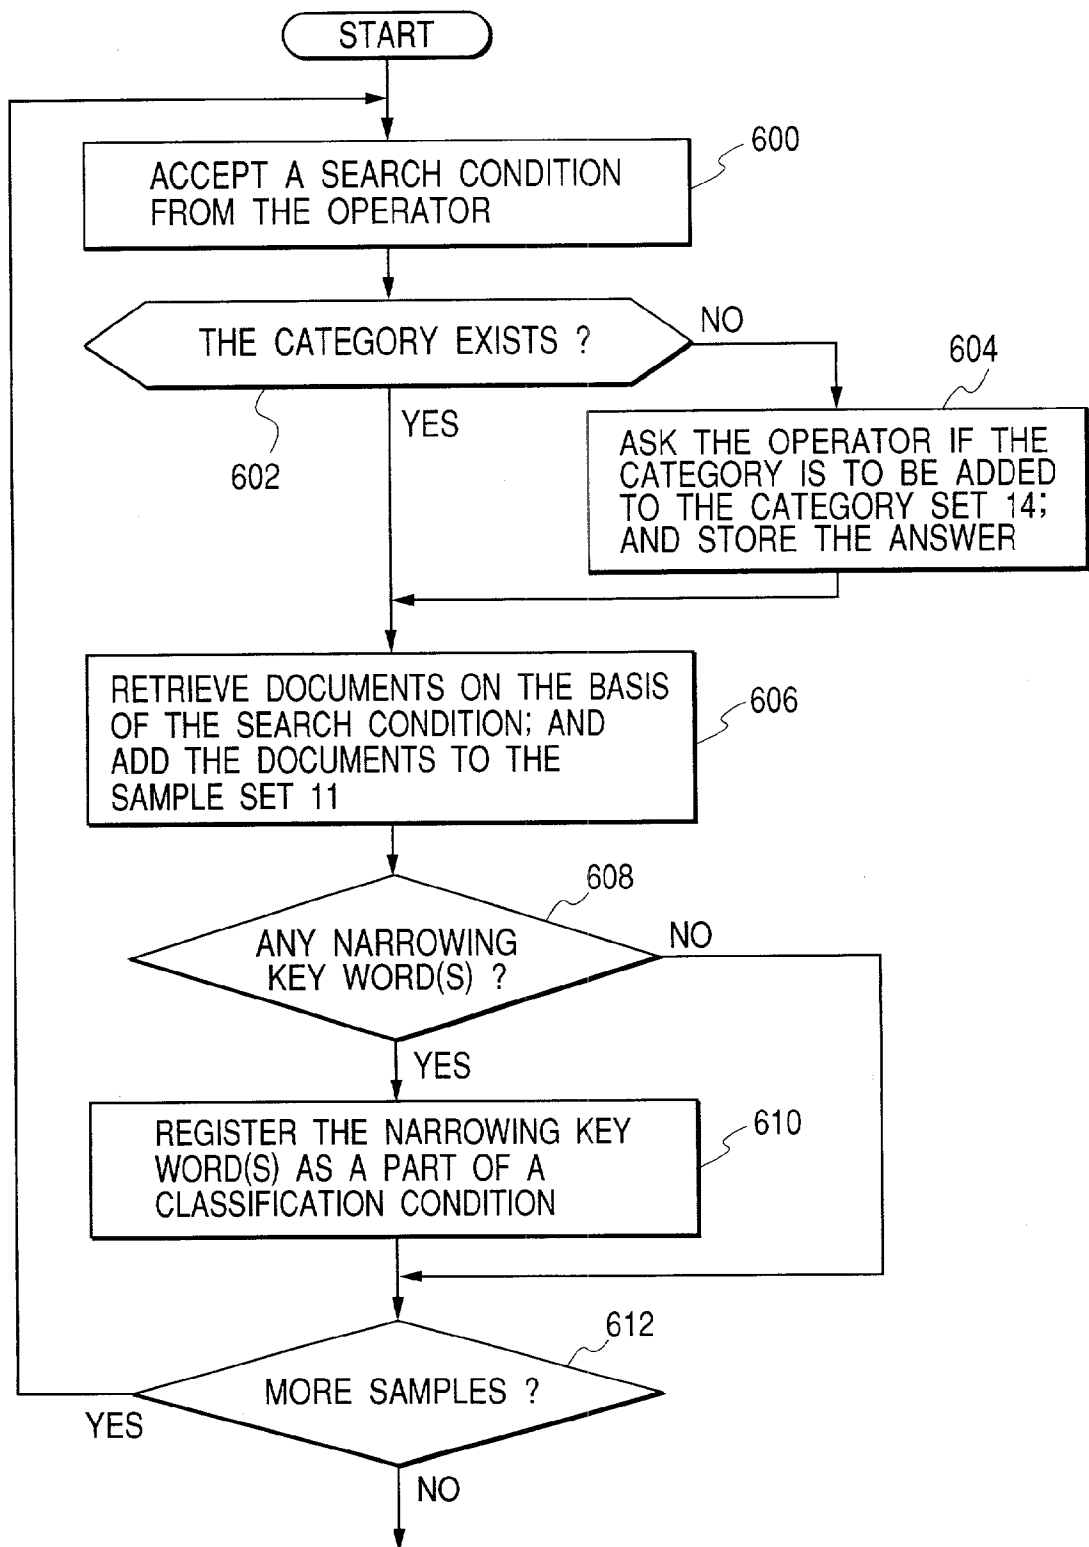 START
600
ACCEPT A SEARCH CONDITION
FROM THE OPERATOR
THE CATEGORY EXISTS ?
NO
YES
602
604
ASK THE OPERATOR IF THE
CATEGORY IS TO BE ADDED
TO THE CATEGORY SET 14;
AND STORE THE ANSWER
RETRIEVE DOCUMENTS ON THE BASIS
OF THE SEARCH CONDITION; AND
ADD THE DOCUMENTS TO THE
SAMPLE SET 11
606
608
ANY NARROWING
KEY WORD(S) ?
NO
YES
610
REGISTER THE NARROWING KEY
WORD(S) AS A PART OF A
CLASSIFICATION CONDITION
612
MORE SAMPLES ?
YES
NO